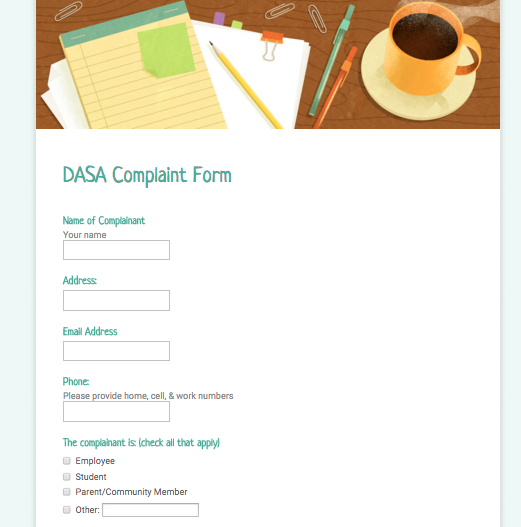 DASA Complaint Form
Name of Complainant
Your name
Address:
Email Address
Phone:
Please provide home, cell, & work numbers
The complainant is: (check all that apply)
Employee
Student
Parent/Community Member
Other: